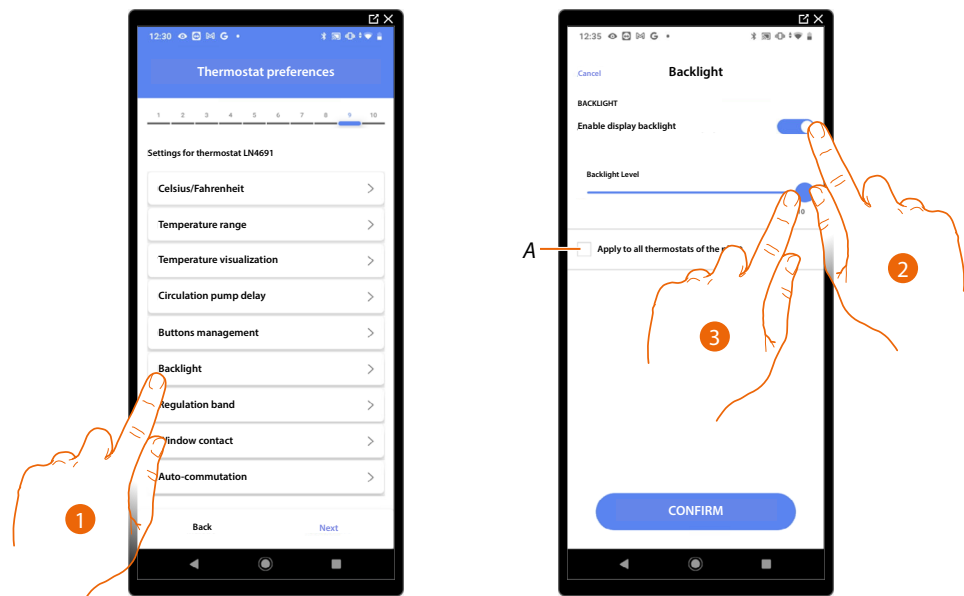 12:30 G
Thermostat preferences
1 2 3 4 5 6 7 8 9 10
Settings for thermostat LN4691
Celsius/Fahrenheit
Temperature range
Temperature visualization
Circulation pump delay
Buttons management
Backlight
Regulation band
Window contact
Auto-commutation
Back Next
1
12:35 G
Cancel Backlight
BACKLIGHT
Enable display backlight
Backlight Level
10
A
Apply to all thermostats of the
2
3
CONFIRM